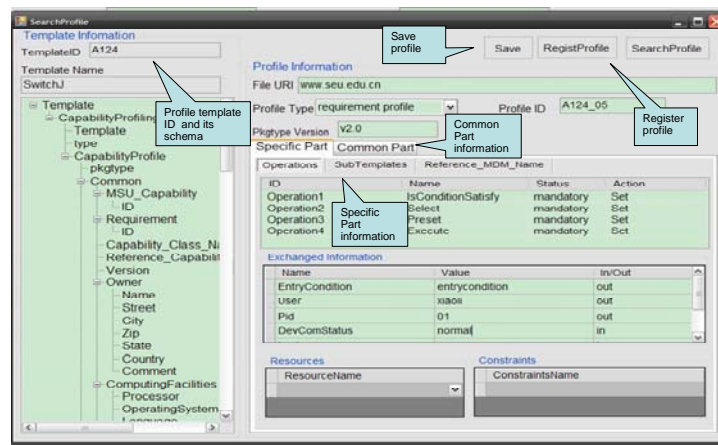 SearchProfile
Template Infomation
TemplateID A124
Template Name
SwitchJ
Template
CapabilityProfiling
Template
type
CapabilityProfile
pkgtype
Common
MSU_Capability
ID
Requirement
ID
Capability_Class_Na
Reference_Capabilit
Version
Owner
Name
Street
City
Zip
State
Country
Comment
ComputingFacilities
Processor
OperatingSystem
Language
Profile template
ID and its
schema
Save
profile
Save RegistProfile SearchProfile
Profile Information
File URI www.seu.edu.cn
Profile Type requirement profile Profile ID A124_05
Register
profile
Pkgtype Version v2.0
Common
Part
information
Specific Part Common Part
Operations SubTemplates Reference_MDM_Name
ID Name Status Action
Operation1 IsConditionSatisfy mandatory Set
Operation2 Select mandatory Set
Operation3 Preset mandatory Set
Operation4 Execute mandatory Set
Specific
Part
information
Exchanged Information
Name Value In/Out
EntryCondition entrycondition out
User out
Pid 01 out
DevComStatus normal in
Resources Constraints
ResourceName ConstraintsName